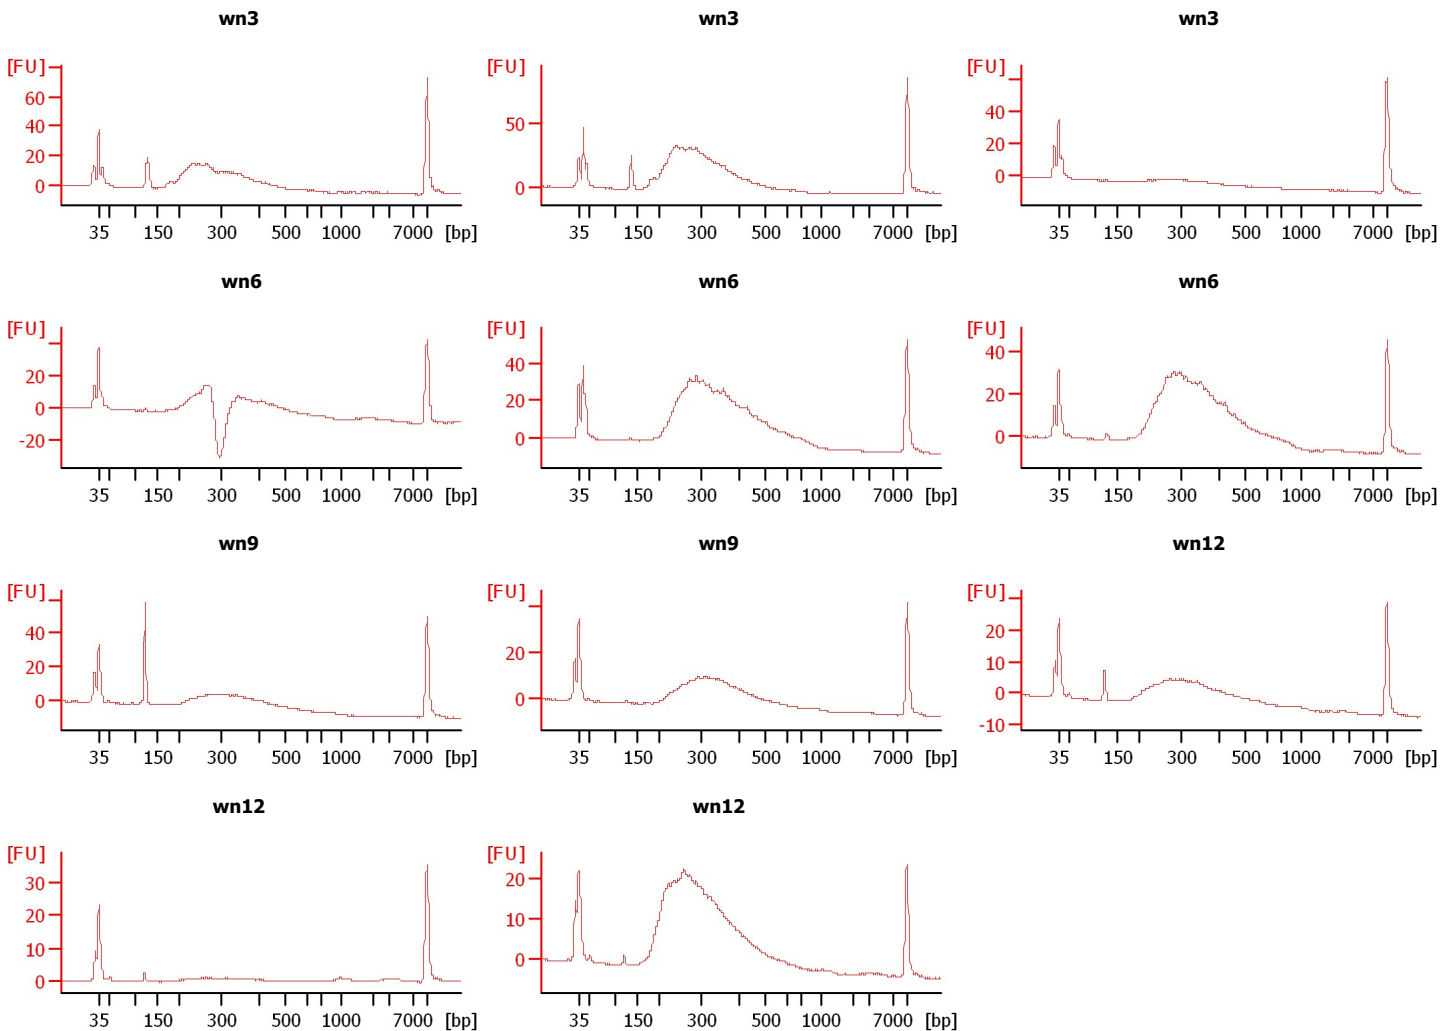 wn3 wn3 wn3
[FU] [FU] [FU]
60
40 50 40
20 20
0 0 0
35 150 300 500 1000 7000 [bp] 35 150 300 500 1000 7000 [bp] 35 150 300 500 1000 7000 [bp]
wn6 wn6 wn6
[FU] [FU] [FU]
20 40 40
0 20 20
-20 0 0
35 150 300 500 1000 7000 [bp] 35 150 300 500 1000 7000 [bp] 35 150 300 500 1000 7000 [bp]
wn9 wn9 wn12
[FU] [FU] [FU]
40 20 20
20 10
0 0 0
-10
35 150 300 500 1000 7000 [bp] 35 150 300 500 1000 7000 [bp] 35 150 300 500 1000 7000 [bp]
wn12 wn12
[FU] [FU]
30 20
20 10
10 0
0
35 150 300 500 1000 7000 [bp] 35 150 300 500 1000 7000 [bp]